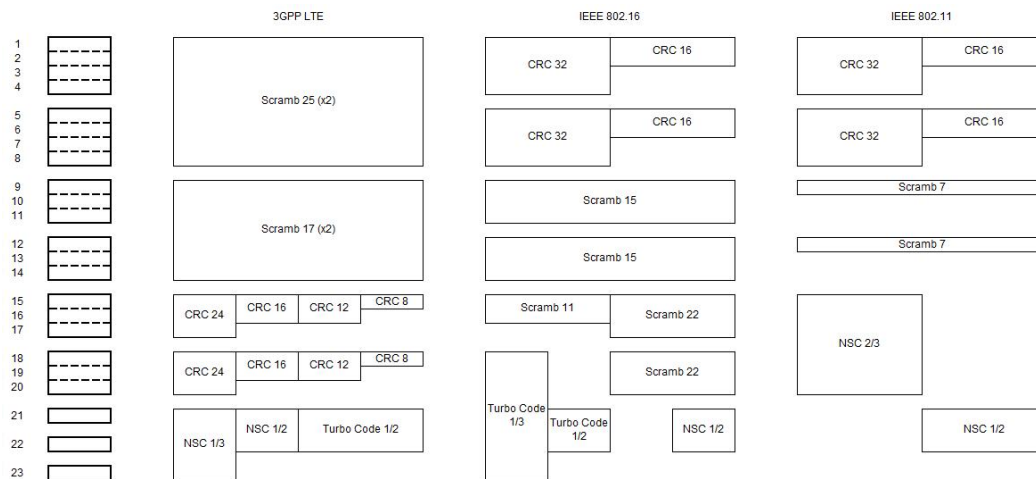 3GPP LTE IEEE 802.16 IEEE 802.11
1 CRC 16 CRC 16
2 CRC 32 CRC 32
3
4 Scramb 25 (x2)
5 CRC 16 CRC 16
6 CRC 32 CRC 32
7
8
9 Scramb 7
10 Scramb 15
11
Scramb 17 (x2)
12 Scramb 7
13 Scramb 15
14
15 CRC 24 CRC 16 CRC 12 CRC 8 Scramb 11 Scramb 22
16
17
NSC 2/3
18 CRC 24 CRC 16 CRC 12 CRC 8 Scramb 22
19
20
21 NSC 1/3 NSC 1/2 Turbo Code 1/2 Turbo Code 1/3 Turbo Code 1/2 NSC 1/2 NSC 1/2
22
23